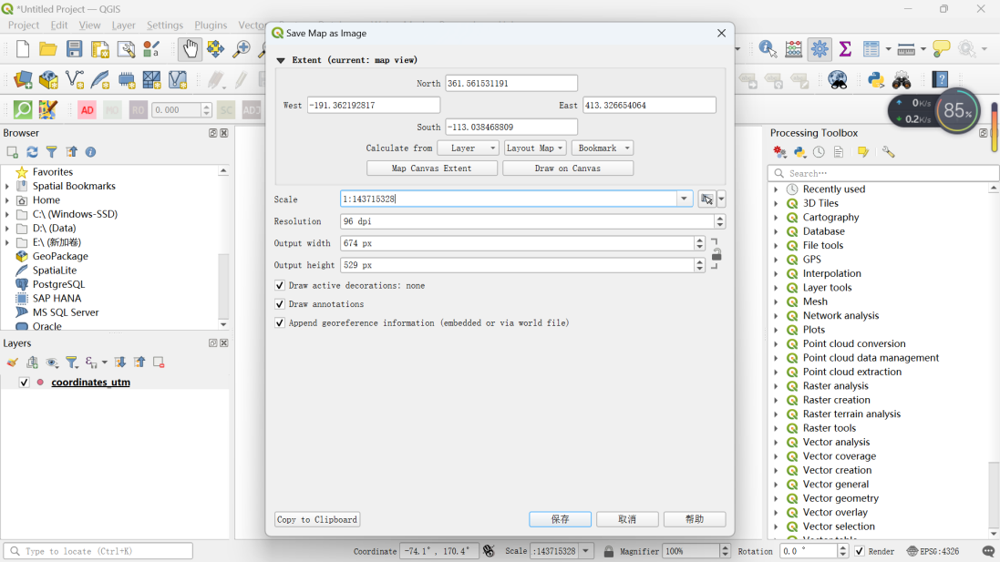 *Untitled Project — QGIS
Project Edit View Layer Settings Plugins Vecto
Save Map as Image
Extent (current: map view)
North 361.561531191
West -191.362192817 East 413.326654064
South -113.038468809
Calculate from Layer Layout Map Bookmark
Map Canvas Extent Draw on Canvas
Scale 1:143715328
Resolution 96 dpi
Output width 674 px
Output height 529 px
Draw active decorations: none
Draw annotations
Append georeference information (embedded or via world file)
Copy to Clipboard 保存 取消 帮助
AD MO RO 0.000 SC ADJ
0K/s
0.2K/s
85%
Browser
Favorites
Spatial Bookmarks
Home
C:\ (Windows-SSD)
D:\ (Data)
E:\ (新加卷)
GeoPackage
SpatiaLite
PostgreSQL
SAP HANA
MS SQL Server
Oracle
Layers
coordinates_utm
Processing Toolbox
Search…
Recently used
3D Tiles
Cartography
Database
File tools
GPS
Interpolation
Layer tools
Mesh
Network analysis
Plots
Point cloud conversion
Point cloud data management
Point cloud extraction
Raster analysis
Raster creation
Raster terrain analysis
Raster tools
Vector analysis
Vector coverage
Vector creation
Vector general
Vector geometry
Vector overlay
Vector selection
Type to locate (Ctrl+K) Coordinate -74.1° , 170.4° Scale :143715328 Magnifier 100% Rotation 0.0 ° Render EPSG:4326